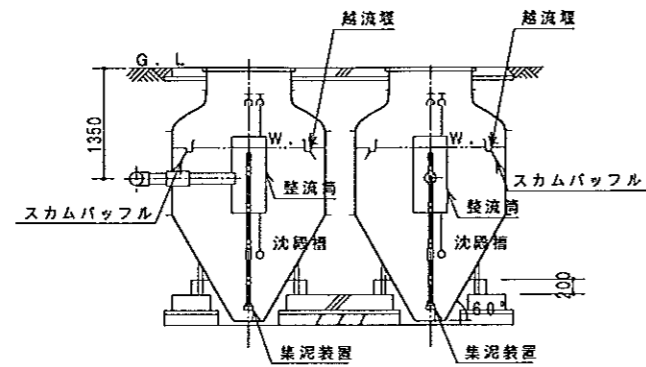 越流堰
越流堰
G.L
1350
W.
W.
スカムバッフル
整流筒
整流筒
スカムバッフル
沈殿槽
沈殿槽
200
60°
集泥装置
集泥装置